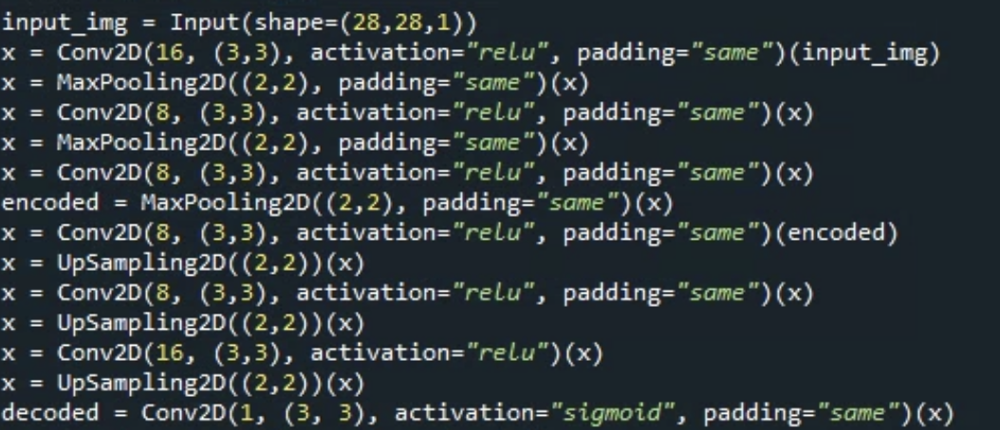 input_img = Input(shape=(28,28,1))
x = Conv2D(16, (3,3), activation="relu", padding="same")(input_img)
x = MaxPooling2D((2,2), padding="same")(x)
x = Conv2D(8, (3,3), activation="relu", padding="same")(x)
x = MaxPooling2D((2,2), padding="same")(x)
x = Conv2D(8, (3,3), activation="relu", padding="same")(x)
encoded = MaxPooling2D((2,2), padding="same")(x)
x = Conv2D(8, (3,3), activation="relu", padding="same")(encoded)
x = UpSampling2D((2,2))(x)
x = Conv2D(8, (3,3), activation="relu", padding="same")(x)
x = UpSampling2D((2,2))(x)
x = Conv2D(16, (3,3), activation="relu")(x)
x = UpSampling2D((2,2))(x)
decoded = Conv2D(1, (3, 3), activation="sigmoid", padding="same")(x)